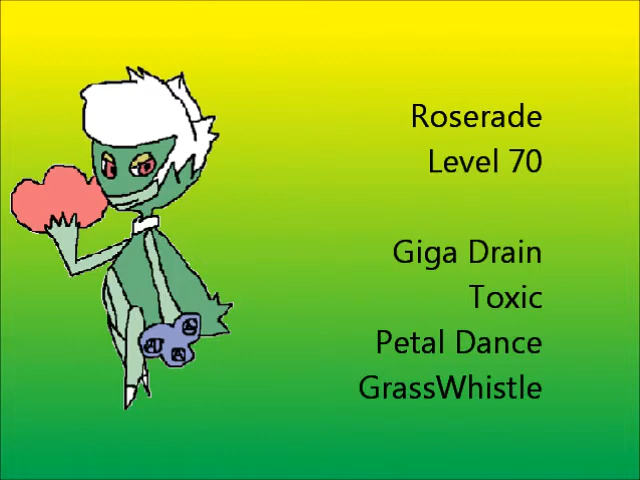 Roserade
Level 70
Giga Drain
Toxic
Petal Dance
GrassWhistle